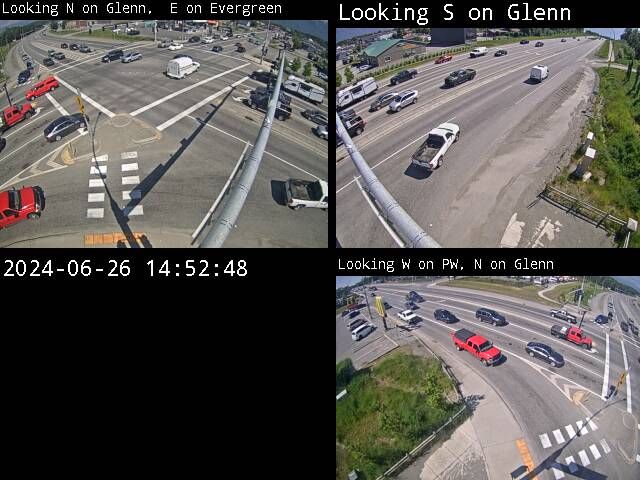 Looking N on Glenn,  E on Evergreen
Looking S on Glenn
2024-06-26 14:52:48
Looking W on PW, N on Glenn